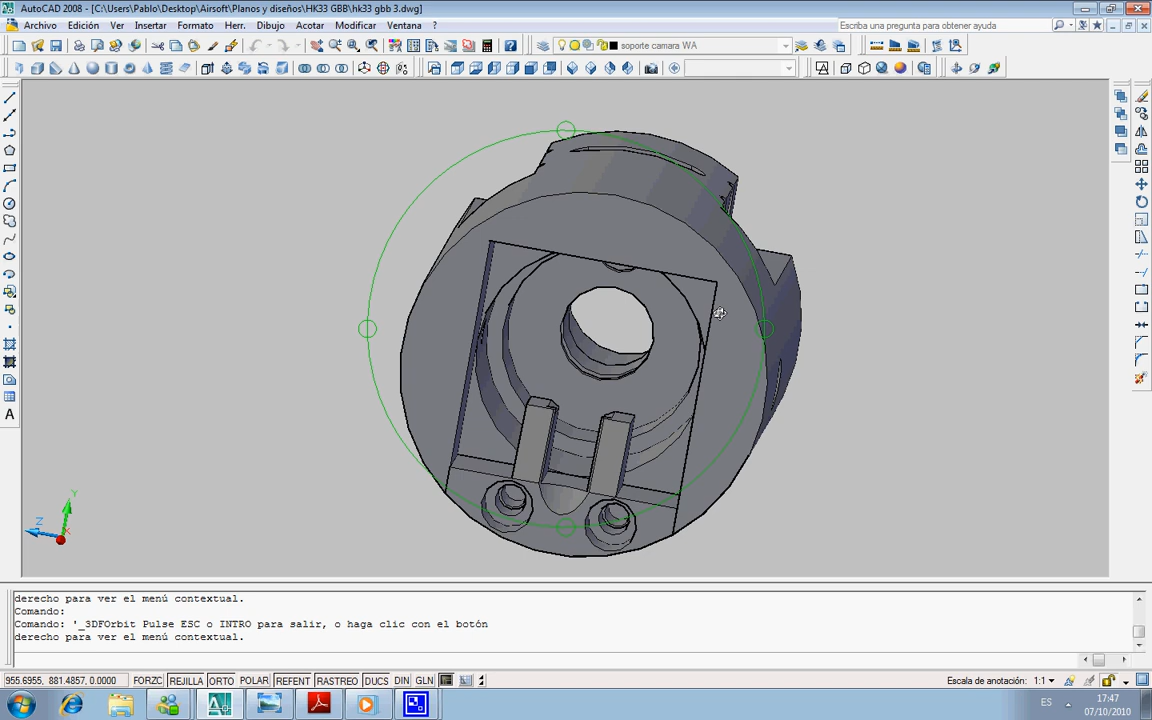 AutoCAD 2008 - [C:\Users\Pablo\Desktop\Airsoft\Planos y diseños\HK33 GBB\hk33 gbb 3.dwg]
Archivo Edición Ver Insertar Formato Herr. Dibujo Acotar Modificar Ventana ?
Escriba una pregunta para obtener ayuda
soporte camara WA
A
Y
Z
derecho para ver el menú contextual.
Comando:
Comando: '_3DFOrbit Pulse ESC o INTRO para salir, o haga clic con el botón
derecho para ver el menú contextual.
955.6955, 881.4857, 0.0000 FORZC REJILLA ORTO POLAR REFENT RASTREO DUCS DIN GLN Escala de anotación: 1:1
ES 17:47
07/10/2010